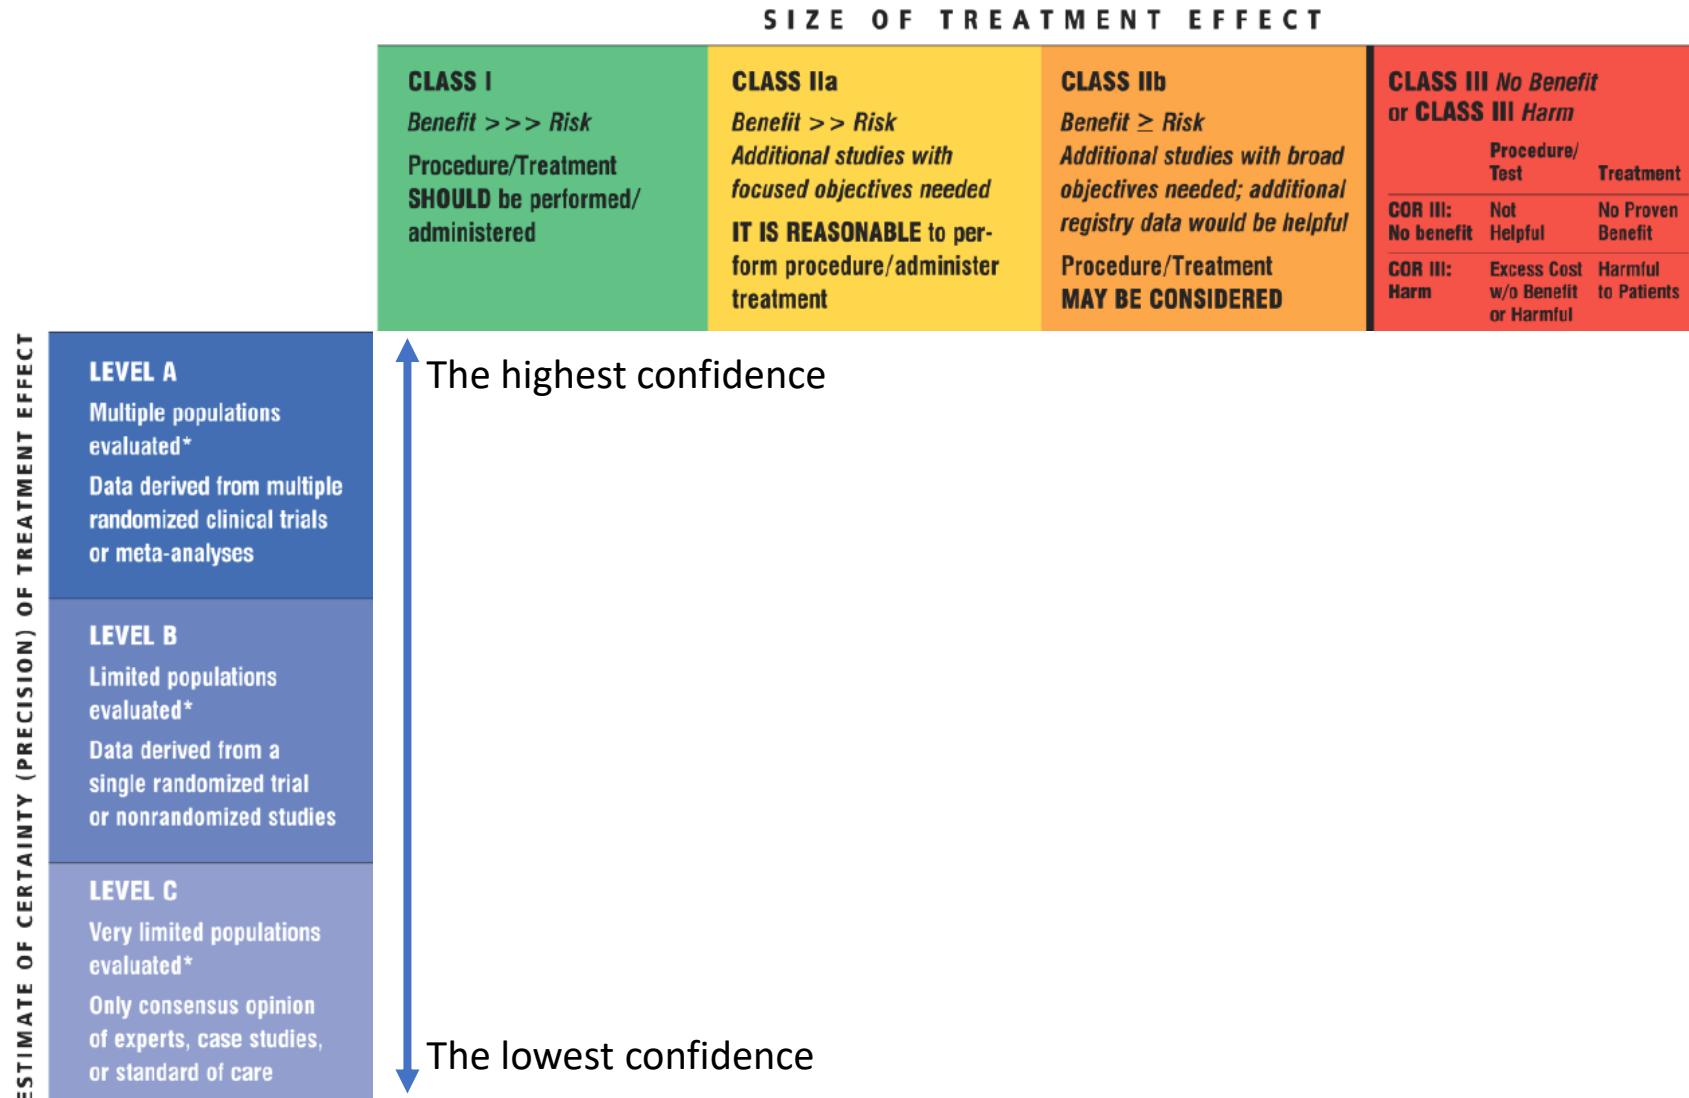 SIZE OF TREATMENT EFFECT
CLASS I
Benefit > > > Risk
Procedure/Treatment
SHOULD be performed/
administered
CLASS IIa
Benefit > > Risk
Additional studies with
focused objectives needed
IT IS REASONABLE to per-
form procedure/administer
treatment
CLASS IIb
Benefit ≥ Risk
Additional studies with broad
objectives needed; additional
registry data would be helpful
Procedure/Treatment
MAY BE CONSIDERED
CLASS III No Benefit
or CLASS III Harm
Procedure/
Test
Treatment
COR III:
No benefit
Not
Helpful
No Proven
Benefit
COR III:
Harm
Excess Cost
w/o Benefit
or Harmful
Harmful
to Patients
ESTIMATE OF CERTAINTY (PRECISION) OF TREATMENT EFFECT
LEVEL A
Multiple populations
evaluated*
Data derived from multiple
randomized clinical trials
or meta-analyses
LEVEL B
Limited populations
evaluated*
Data derived from a
single randomized trial
or nonrandomized studies
LEVEL C
Very limited populations
evaluated*
Only consensus opinion
of experts, case studies,
or standard of care
The highest confidence
The lowest confidence